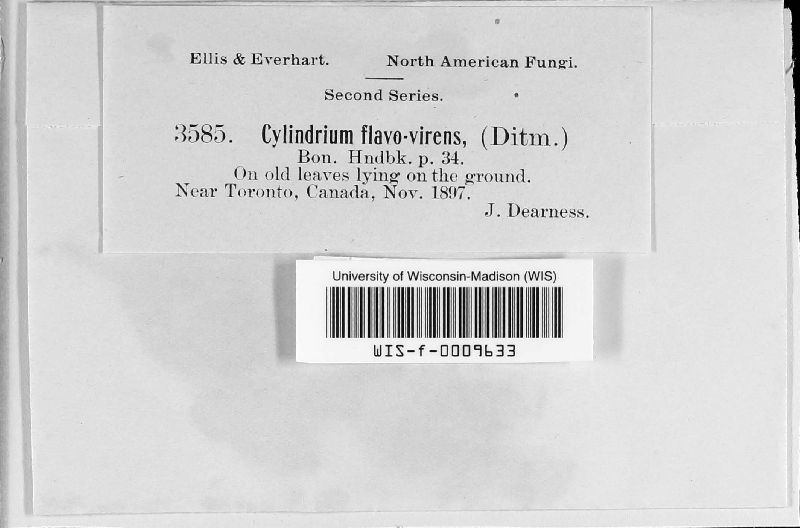 Ellis & Everhart. North American Fungi.
Second Series.
3585. Cylindrium flavo-virens, (Ditm.)
Bon. Hndbk. p. 34.
On old leaves lying on the ground.
Near Toronto, Canada, Nov. 1897.
J. Dearness.
University of Wisconsin-Madison (WIS)
WIS-f-0009633